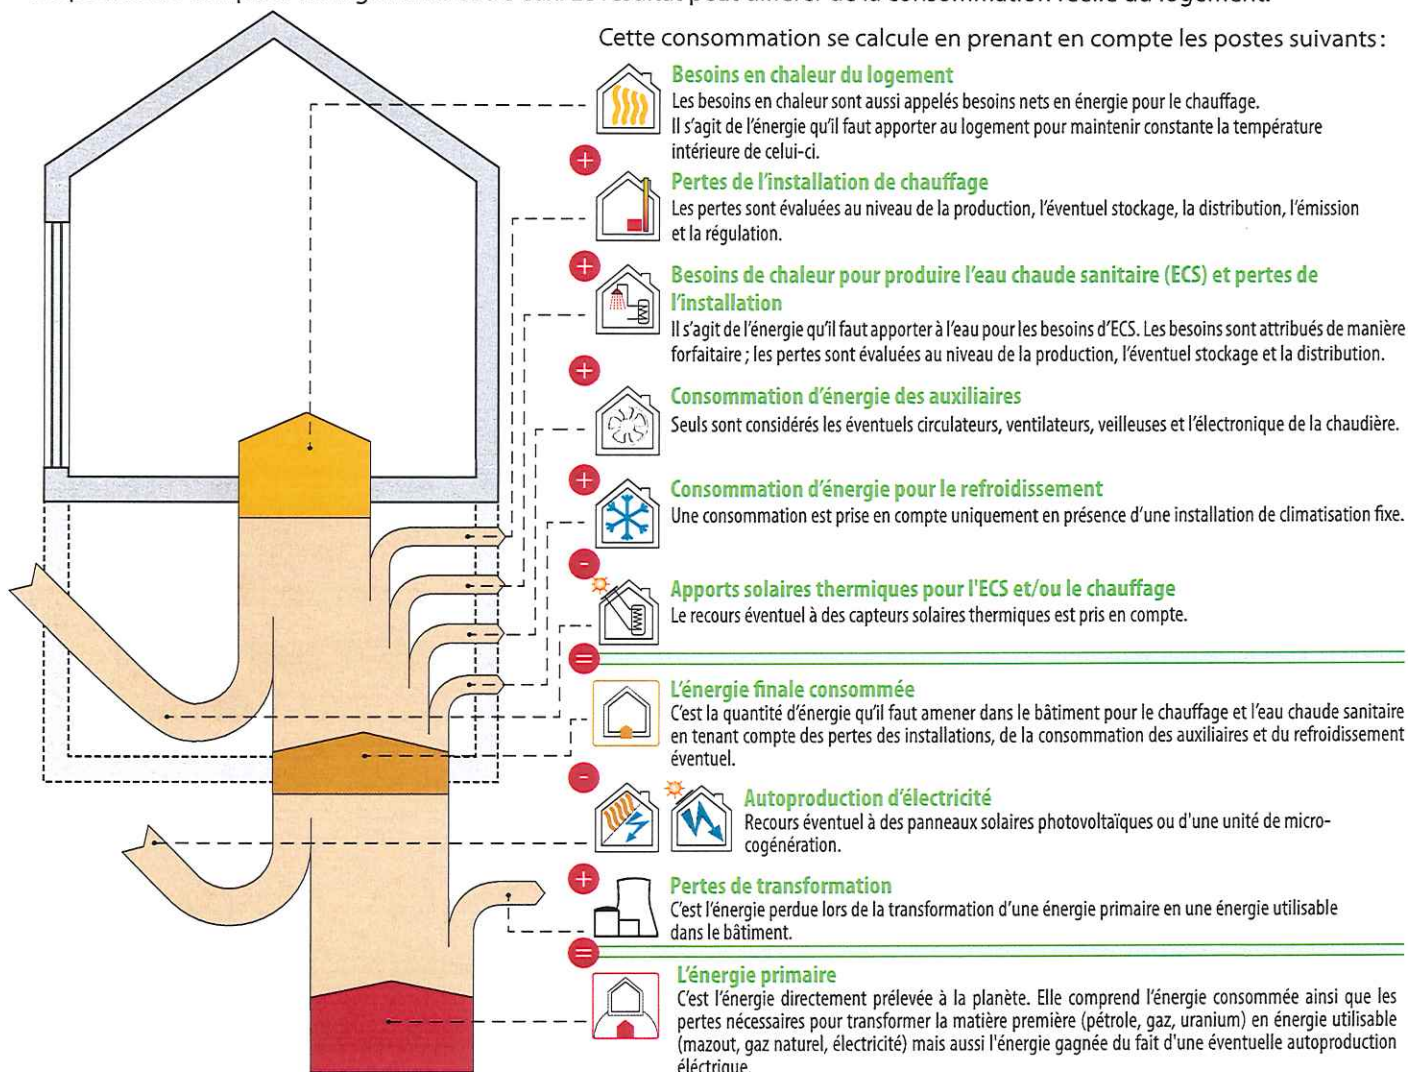 Cette consommation se calcule en prenant en compte les postes suivants :
Besoins en chaleur du logement
Les besoins en chaleur sont aussi appelés besoins nets en énergie pour le chauffage.
Il s'agit de l'énergie qu'il faut apporter au logement pour maintenir constante la température
intérieure de celui-ci.
+
Pertes de l'installation de chauffage
Les pertes sont évaluées au niveau de la production, l'éventuel stockage, la distribution, l'émission
et la régulation.
+
Besoins de chaleur pour produire l'eau chaude sanitaire (ECS) et pertes de
l'installation
Il s'agit de l'énergie qu'il faut apporter à l'eau pour les besoins d'ECS. Les besoins sont attribués de manière
forfaitaire ; les pertes sont évaluées au niveau de la production, l'éventuel stockage et la distribution.
+
Consommation d'énergie des auxiliaires
Seuls sont considérés les éventuels circulateurs, ventilateurs, veilleuses et l'électronique de la chaudière.
+
Consommation d'énergie pour le refroidissement
Une consommation est prise en compte uniquement en présence d'une installation de climatisation fixe.
-
Apports solaires thermiques pour l'ECS et/ou le chauffage
Le recours éventuel à des capteurs solaires thermiques est pris en compte.
=
L'énergie finale consommée
C'est la quantité d'énergie qu'il faut amener dans le bâtiment pour le chauffage et l'eau chaude sanitaire
en tenant compte des pertes des installations, de la consommation des auxiliaires et du refroidissement
éventuel.
-
Autoproduction d'électricité
Recours éventuel à des panneaux solaires photovoltaïques ou d'une unité de micro-
cogénération.
+
Pertes de transformation
C'est l'énergie perdue lors de la transformation d'une énergie primaire en une énergie utilisable
dans le bâtiment.
=
L'énergie primaire
C'est l'énergie directement prélevée à la planète. Elle comprend l'énergie consommée ainsi que les
pertes nécessaires pour transformer la matière première (pétrole, gaz, uranium) en énergie utilisable
(mazout, gaz naturel, électricité) mais aussi l'énergie gagnée du fait d'une éventuelle autoproduction
éléctrique.